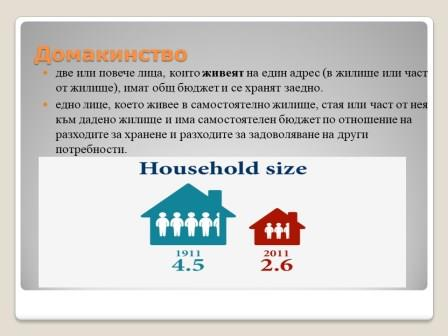 Домакинство
две или повече лица, които живеят на един адрес (в жилище или част
от жилище), имат общ бюджет и се хранят заедно.
едно лице, което живее в самостоятелно жилище, стая или част от нея
към дадено жилище и има самостоятелен бюджет по отношение на
разходите за хранене и разходите за задоволяване на други
потребности.
Household size
1911
4.5
2011
2.6